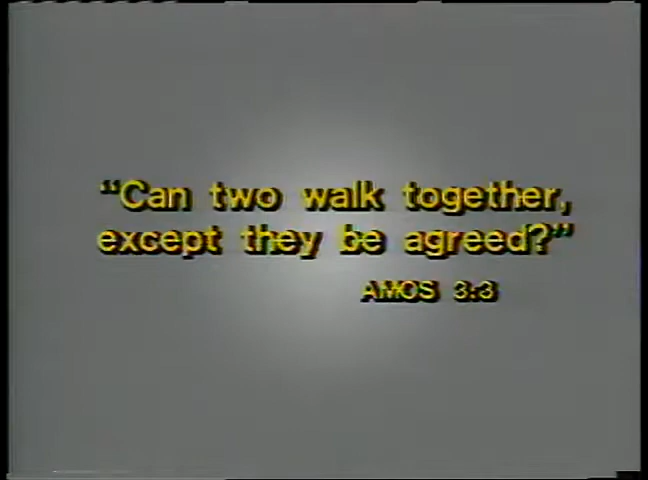 “Can two walk together,
except they be agreed?”
AMOS 3:3